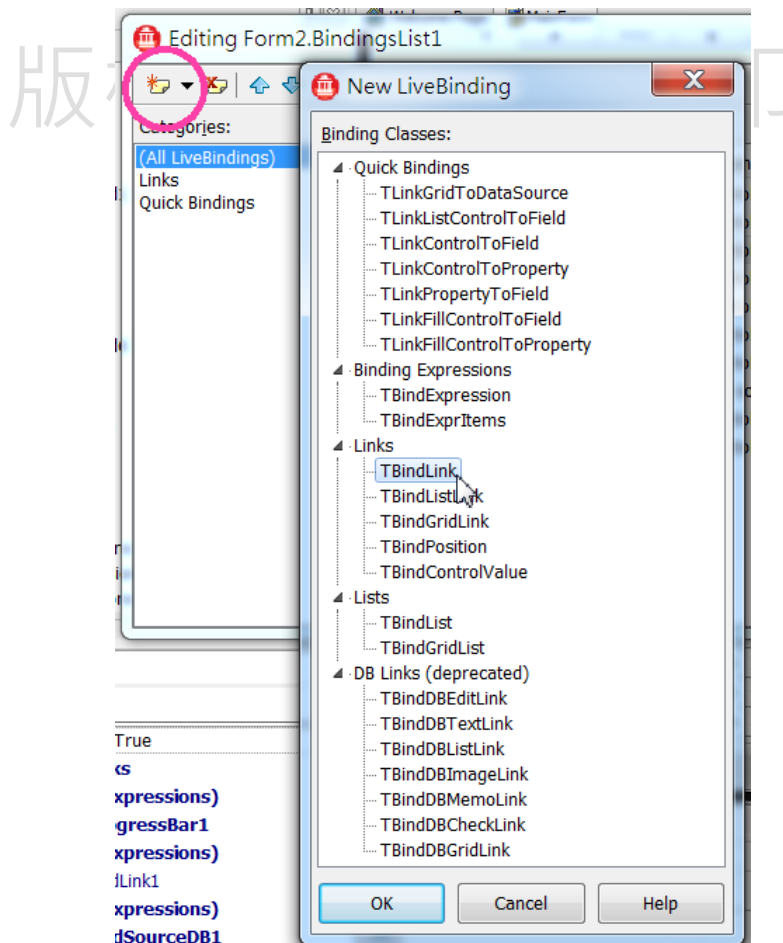 Editing Form2.BindingsList1
版
Categories:
(All LiveBindings)
Links
Quick Bindings
New LiveBinding
Binding Classes:
Quick Bindings
TLinkGridToDataSource
TLinkListControlToField
TLinkControlToField
TLinkControlToProperty
TLinkPropertyToField
TLinkFillControlToField
TLinkFillControlToProperty
Binding Expressions
TBindExpression
TBindExprItems
Links
TBindLink
TBindListLink
TBindGridLink
TBindPosition
TBindControlValue
Lists
TBindList
TBindGridList
DB Links (deprecated)
TBindDBEditLink
TBindDBTextLink
TBindDBListLink
TBindDBImageLink
TBindDBMemoLink
TBindDBCheckLink
TBindDBGridLink
OK
Cancel
Help
True
ks
xpressions)
gressBar1
xpressions)
dLink1
xpressions)
dSourceDB1